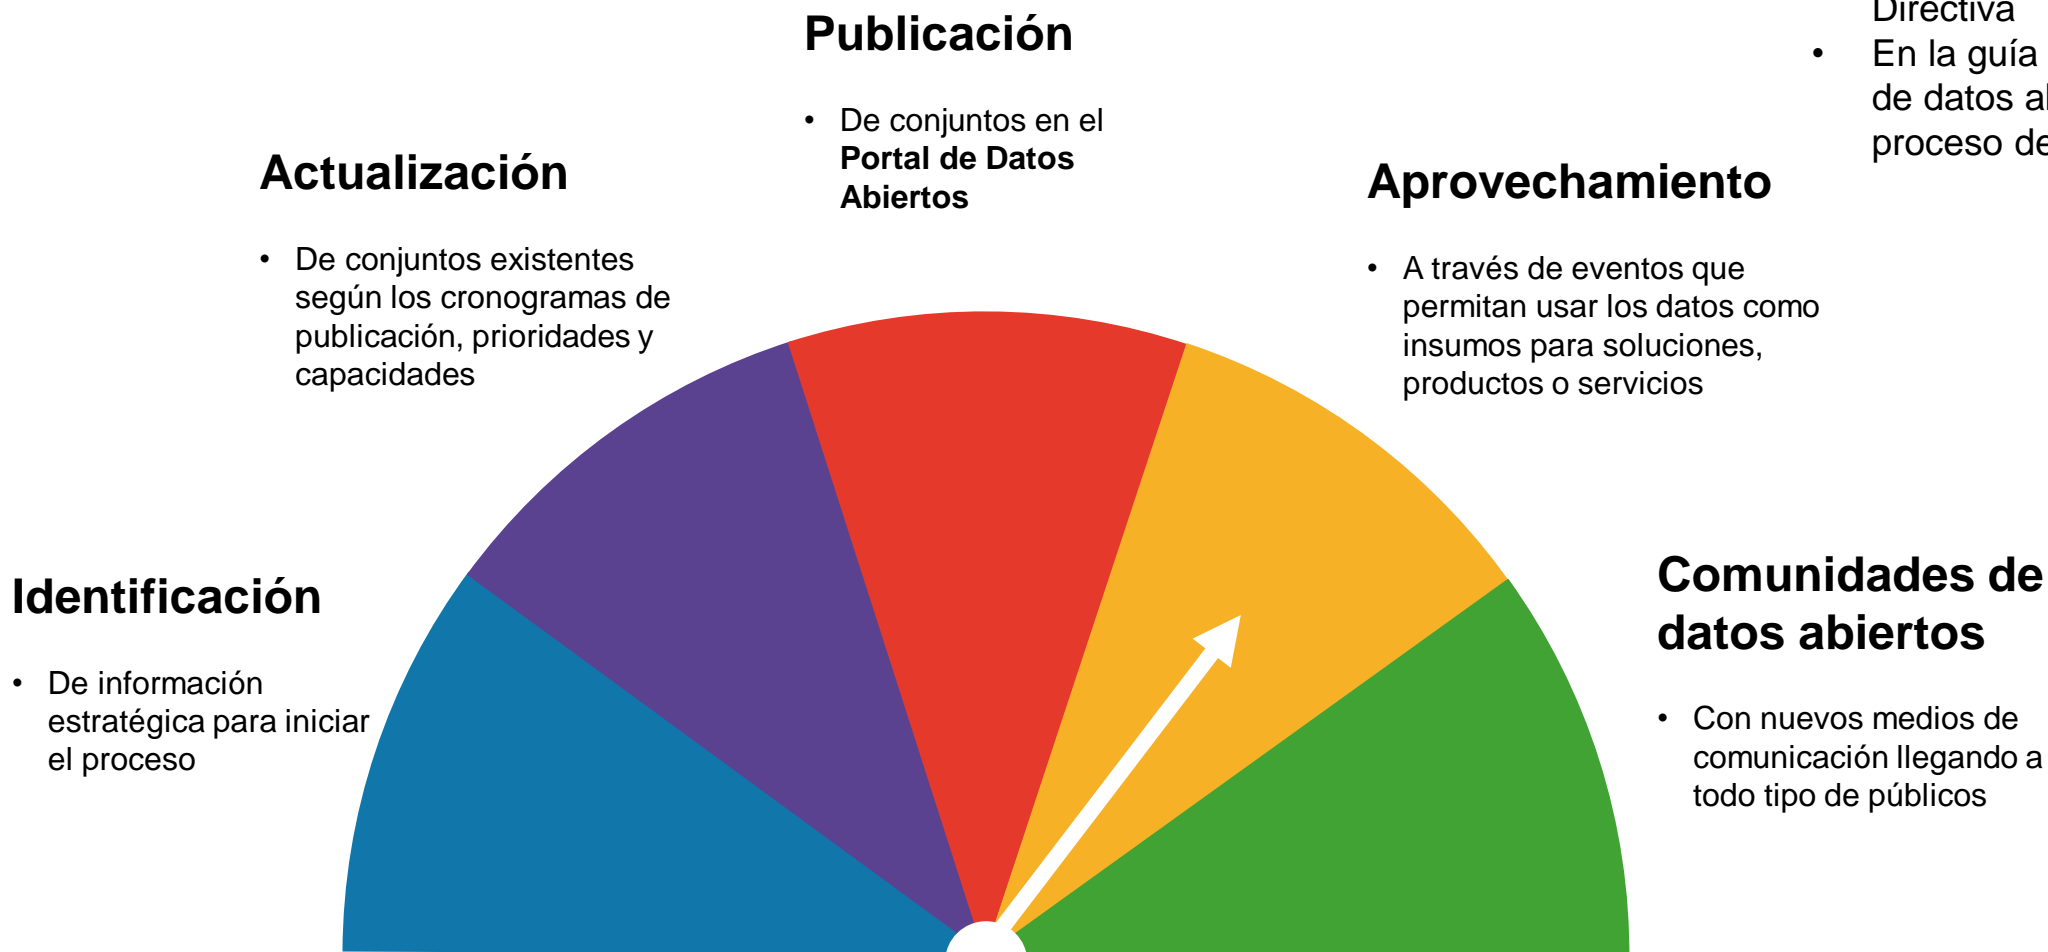 Publicación
• De conjuntos en el
Portal de Datos
Abiertos
Directiva
• En la guía
de datos
proceso
Actualización
• De conjuntos existentes
según los cronogramas de
publicación, prioridades y
capacidades
Aprovechamiento
• A través de eventos que
permitan usar los datos como
insumos para soluciones,
productos o servicios
Identificación
• De información
estratégica para iniciar
el proceso
Comunidades de
datos abiertos
• Con nuevos medios de
comunicación llegando a
todo tipo de públicos